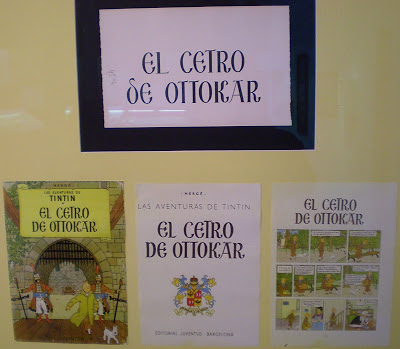 EL CETRO
DE OTTOKAR
HERGÉ
LAS AVENTURAS DE
TINTIN
EL CETRO
DE OTTOKAR
HERGÉ
LAS AVENTURAS DE TINTIN
EL CETRO
DE OTTOKAR
EDITORIAL JUVENTUD - BARCELONA
EL CETRO
DE OTTOKAR